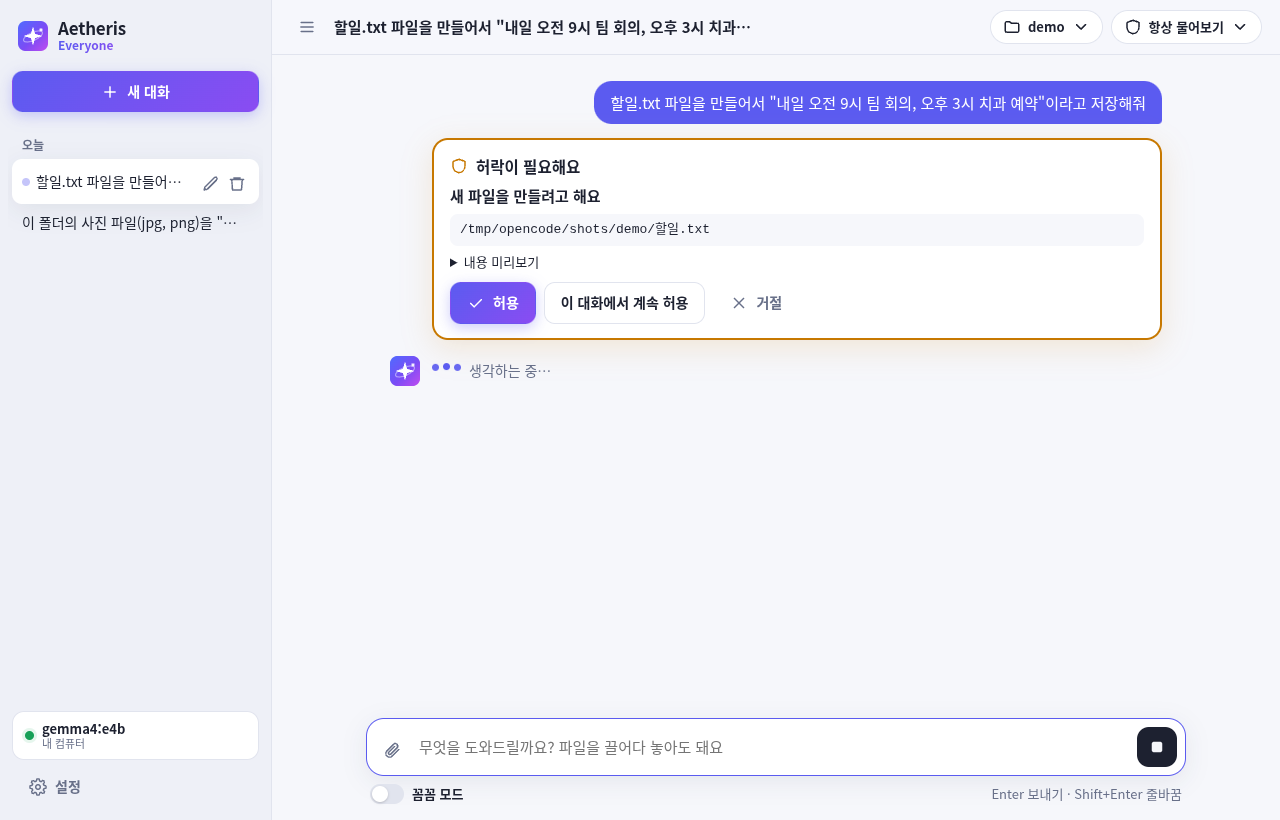 Aetheris
Everyone
새 대화
오늘
할일.txt 파일을 만들어…
이 폴더의 사진 파일(jpg, png)을 "…
gemma4:e4b
내 컴퓨터
설정
할일.txt 파일을 만들어서 "내일 오전 9시 팀 회의, 오후 3시 치과…
demo
항상 물어보기
할일.txt 파일을 만들어서 "내일 오전 9시 팀 회의, 오후 3시 치과 예약"이라고 저장해줘
허락이 필요해요
새 파일을 만들려고 해요
/tmp/opencode/shots/demo/할일.txt
내용 미리보기
허용
이 대화에서 계속 허용
거절
생각하는 중…
무엇을 도와드릴까요? 파일을 끌어다 놓아도 돼요
꼼꼼 모드
Enter 보내기 · Shift+Enter 줄바꿈